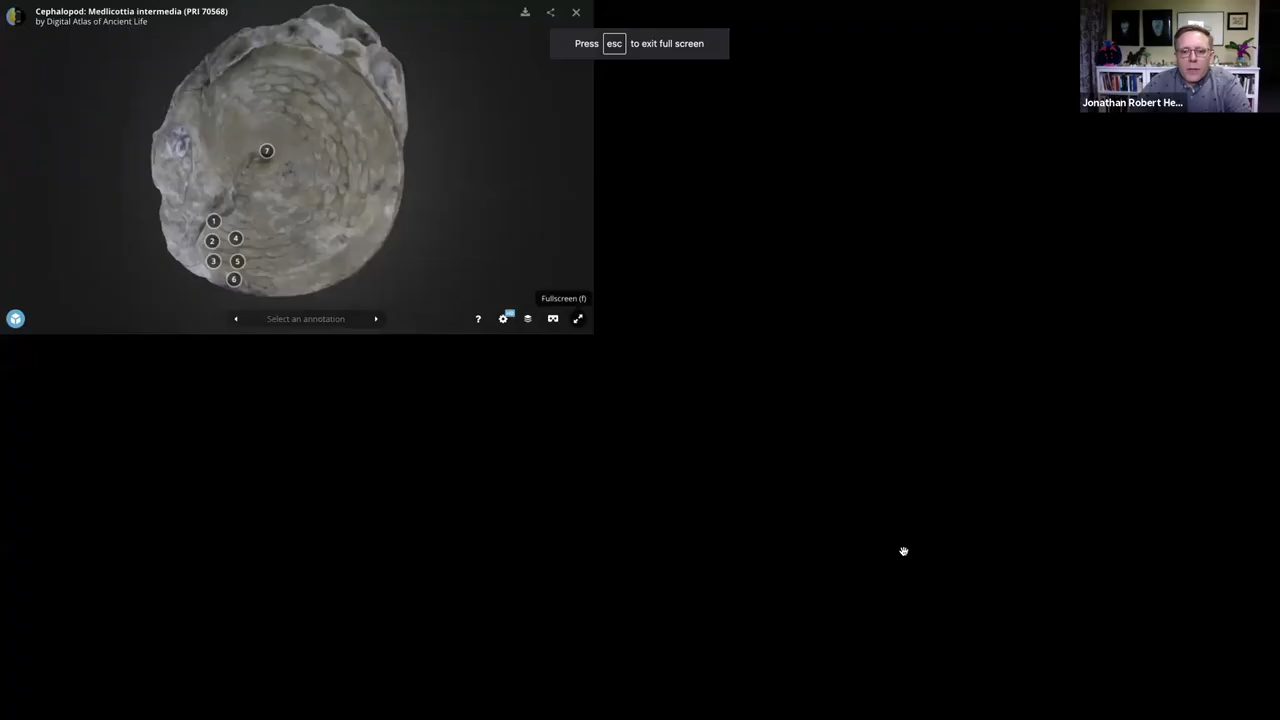 Cephalopod: Medlicottia intermedia (PRI 70568)
by Digital Atlas of Ancient Life
Press esc to exit full screen
Jonathan Robert He...
7
1
4
2
3
5
6
Fullscreen (f)
Select an annotation
?
HD